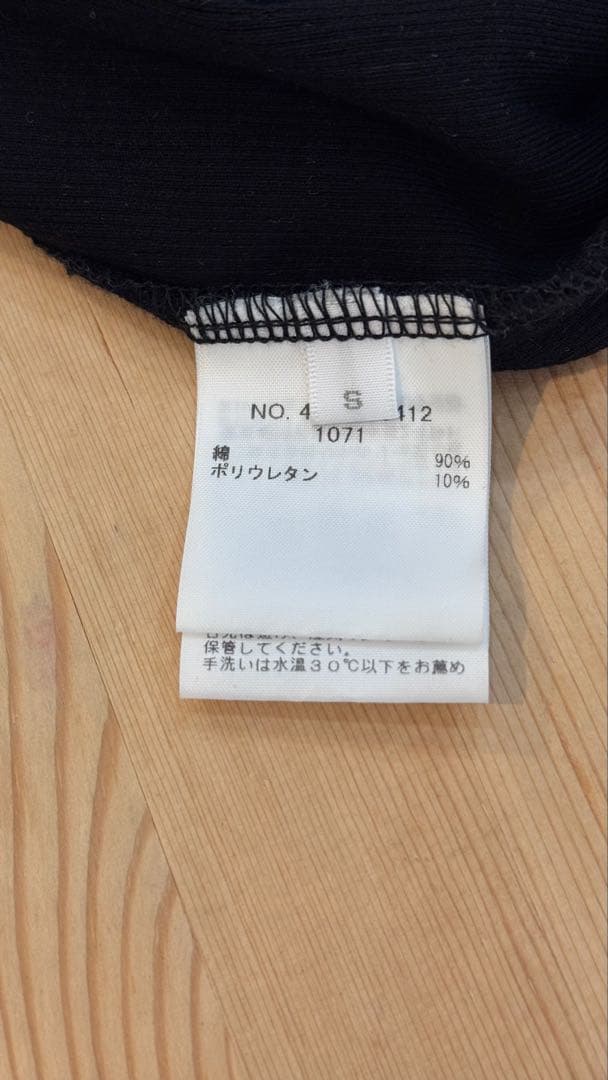 S
NO. 4 412
1071
綿 90%
ポリウレタン 10%
保管してください。
手洗いは水温30℃以下をお薦め